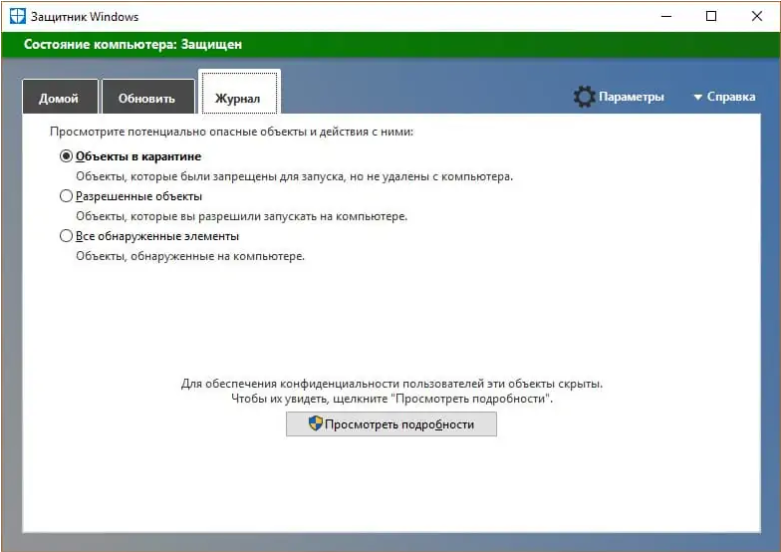 Защитник Windows
Состояние компьютера: Защищен
Домой
Обновить
Журнал
Параметры
Справка
Просмотрите потенциально опасные объекты и действия с ними:
Объекты в карантине
Объекты, которые были запрещены для запуска, но не удалены с компьютера.
Разрешенные объекты
Объекты, которые вы разрешили запускать на компьютере.
Все обнаруженные элементы
Объекты, обнаруженные на компьютере.
Для обеспечения конфиденциальности пользователей эти объекты скрыты.
Чтобы их увидеть, щелкните "Просмотреть подробности".
Просмотреть подробности